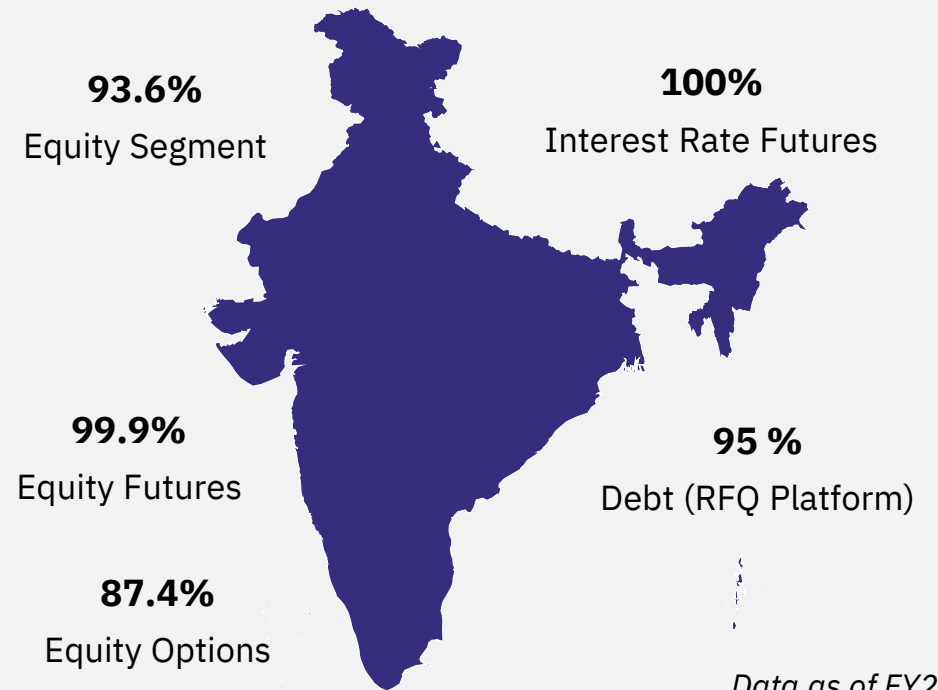 93.6%
Equity Segment
100%
Interest Rate Futures
99.9%
Equity Futures
95 %
Debt (RFQ Platform)
87.4%
Equity Options
Data as of